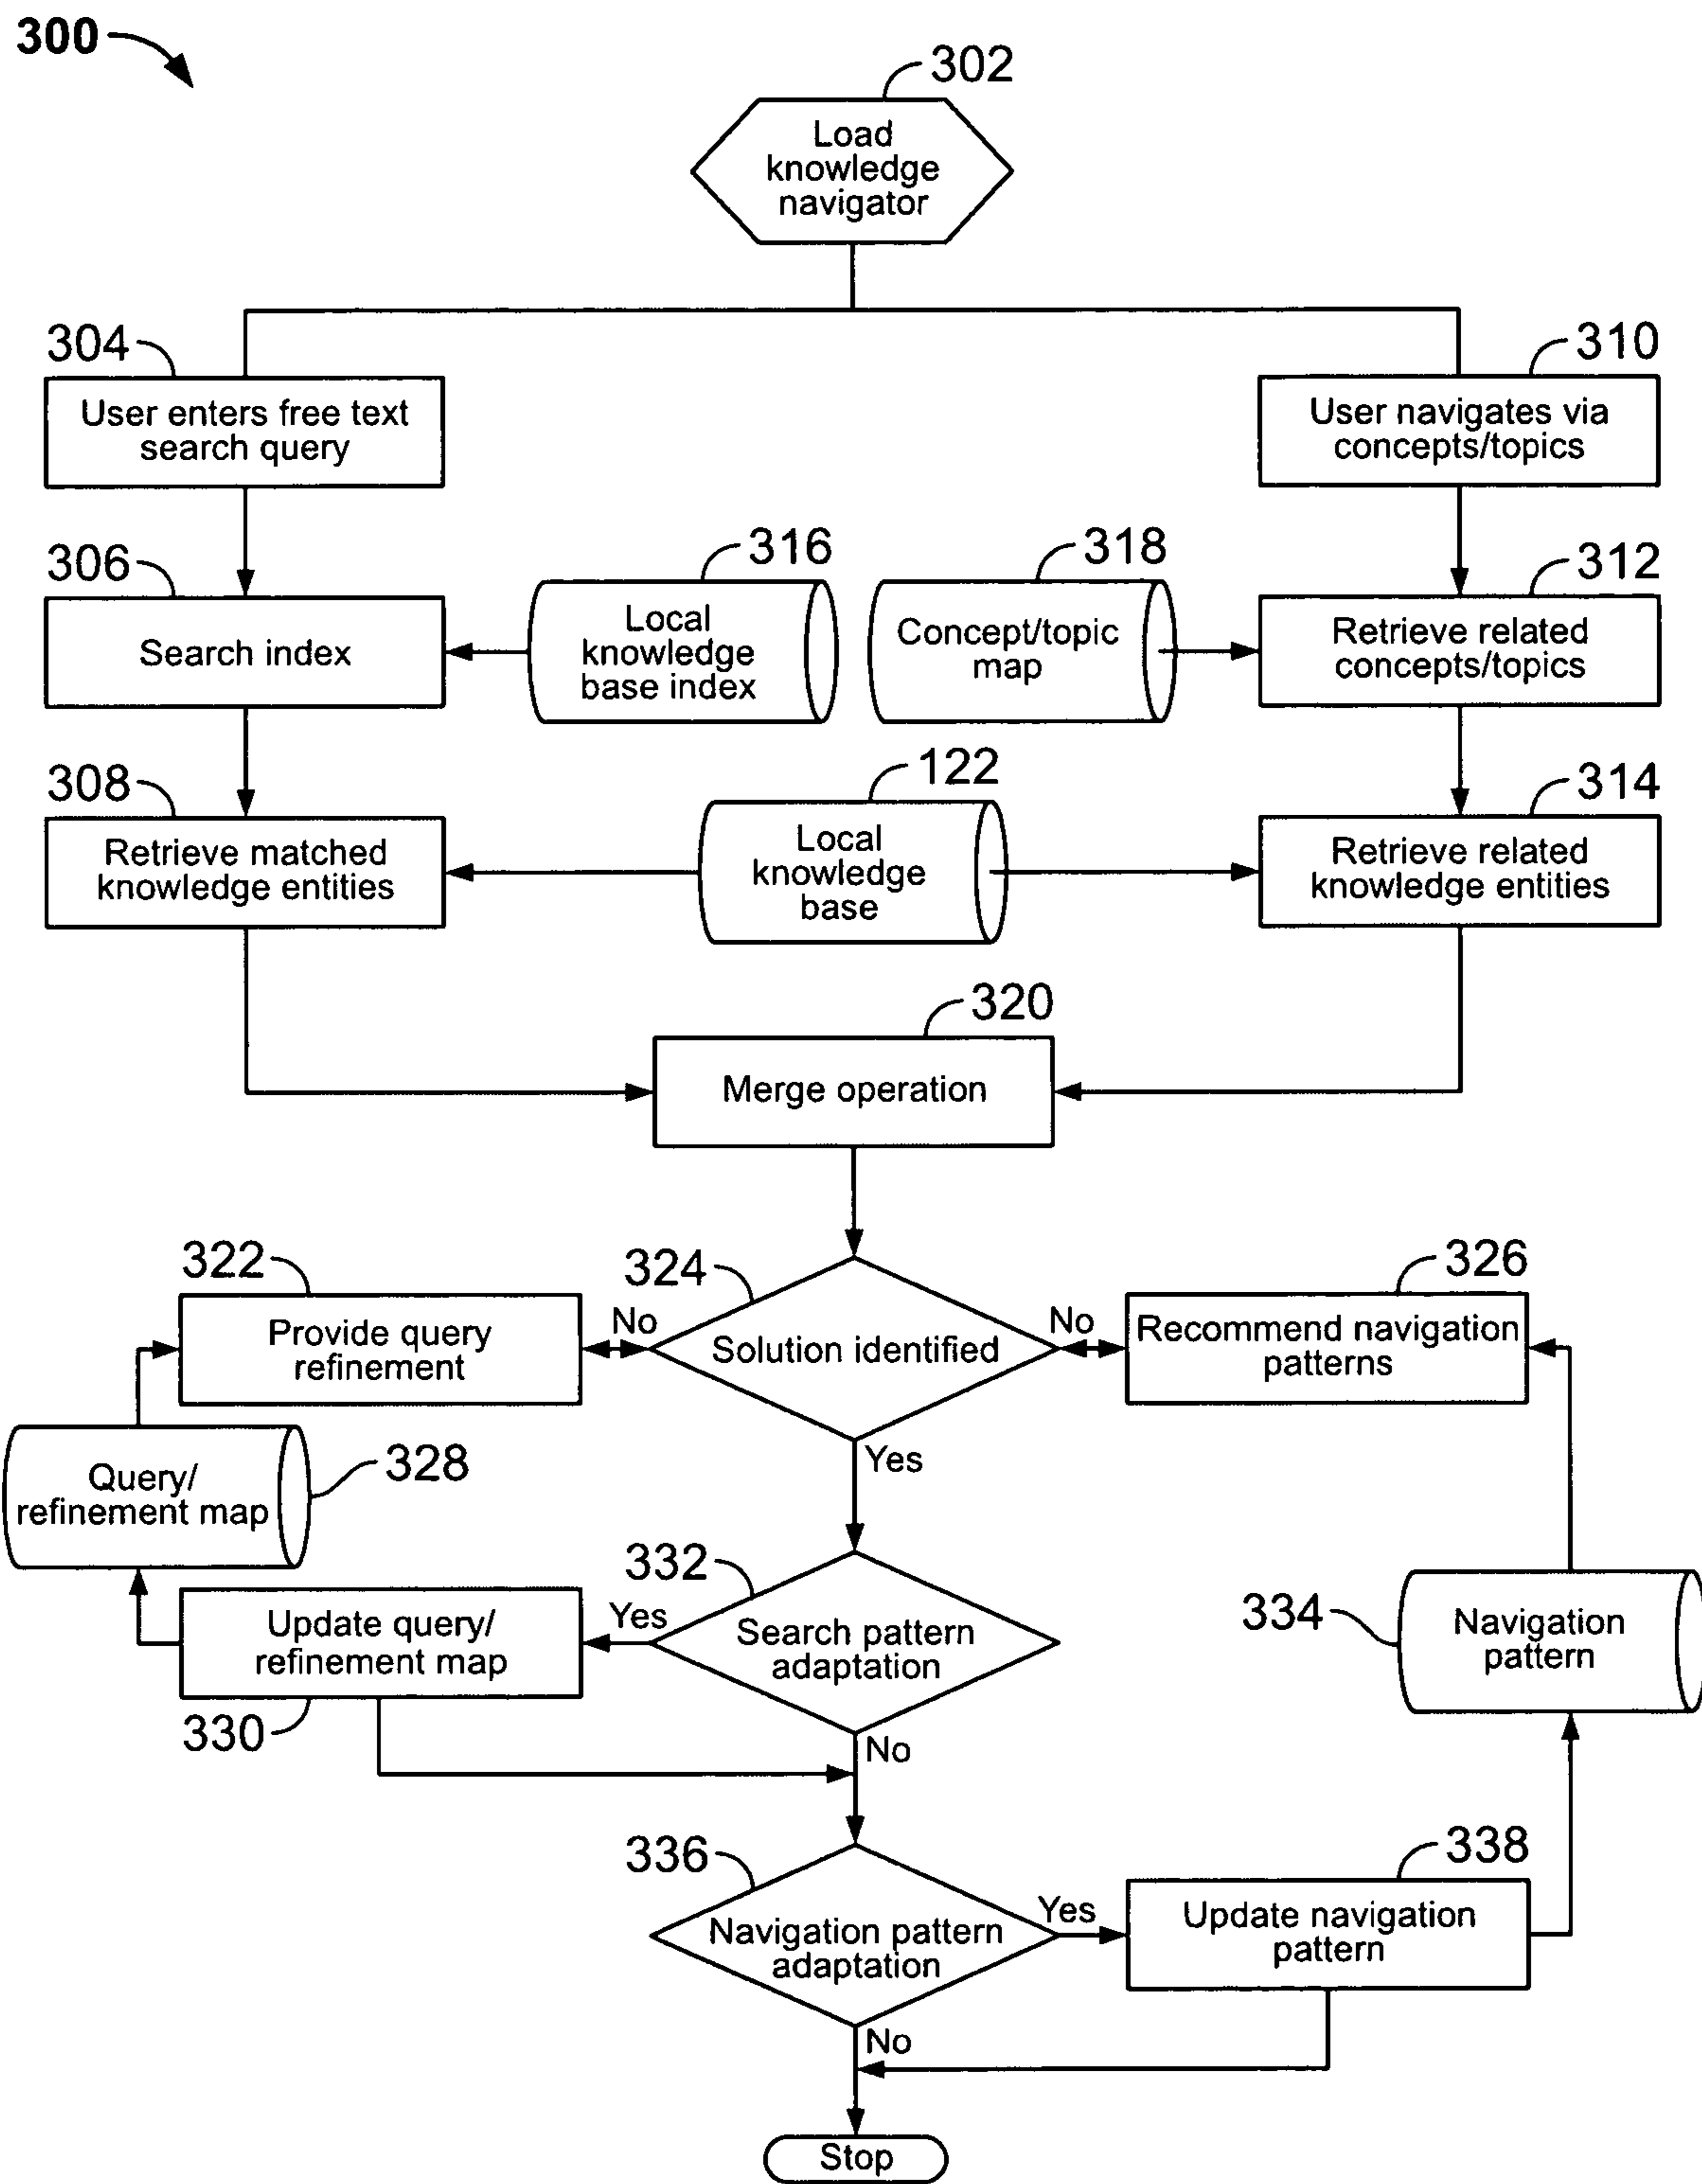 300
302
Load
knowledge
navigator
304
310
User enters free text
search query
User navigates via
concepts/topics
306
316
318
312
Search index
Local
knowledge
base index
Concept/topic
map
Retrieve related
concepts/topics
308
122
314
Retrieve matched
knowledge entities
Local
knowledge
base
Retrieve related
knowledge entities
320
Merge operation
322
324
326
Provide query
refinement
No
Solution identified
No
Recommend navigation
patterns
Yes
Query/
refinement map
328
332
334
Update query/
refinement map
Yes
Search pattern
adaptation
Navigation
pattern
330
No
336
338
Navigation pattern
adaptation
Yes
Update navigation
pattern
No
Stop